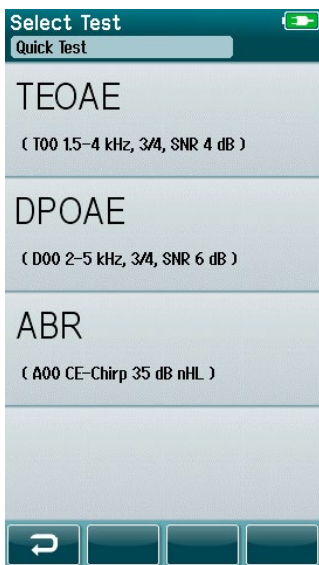 Select Test
Quick Test
TEOAE
( T00 1.5-4 kHz, 3/4, SNR 4 dB )
DPOAE
( D00 2-5 kHz, 3/4, SNR 6 dB )
ABR
( A00 CE-Chirp 35 dB nHL )